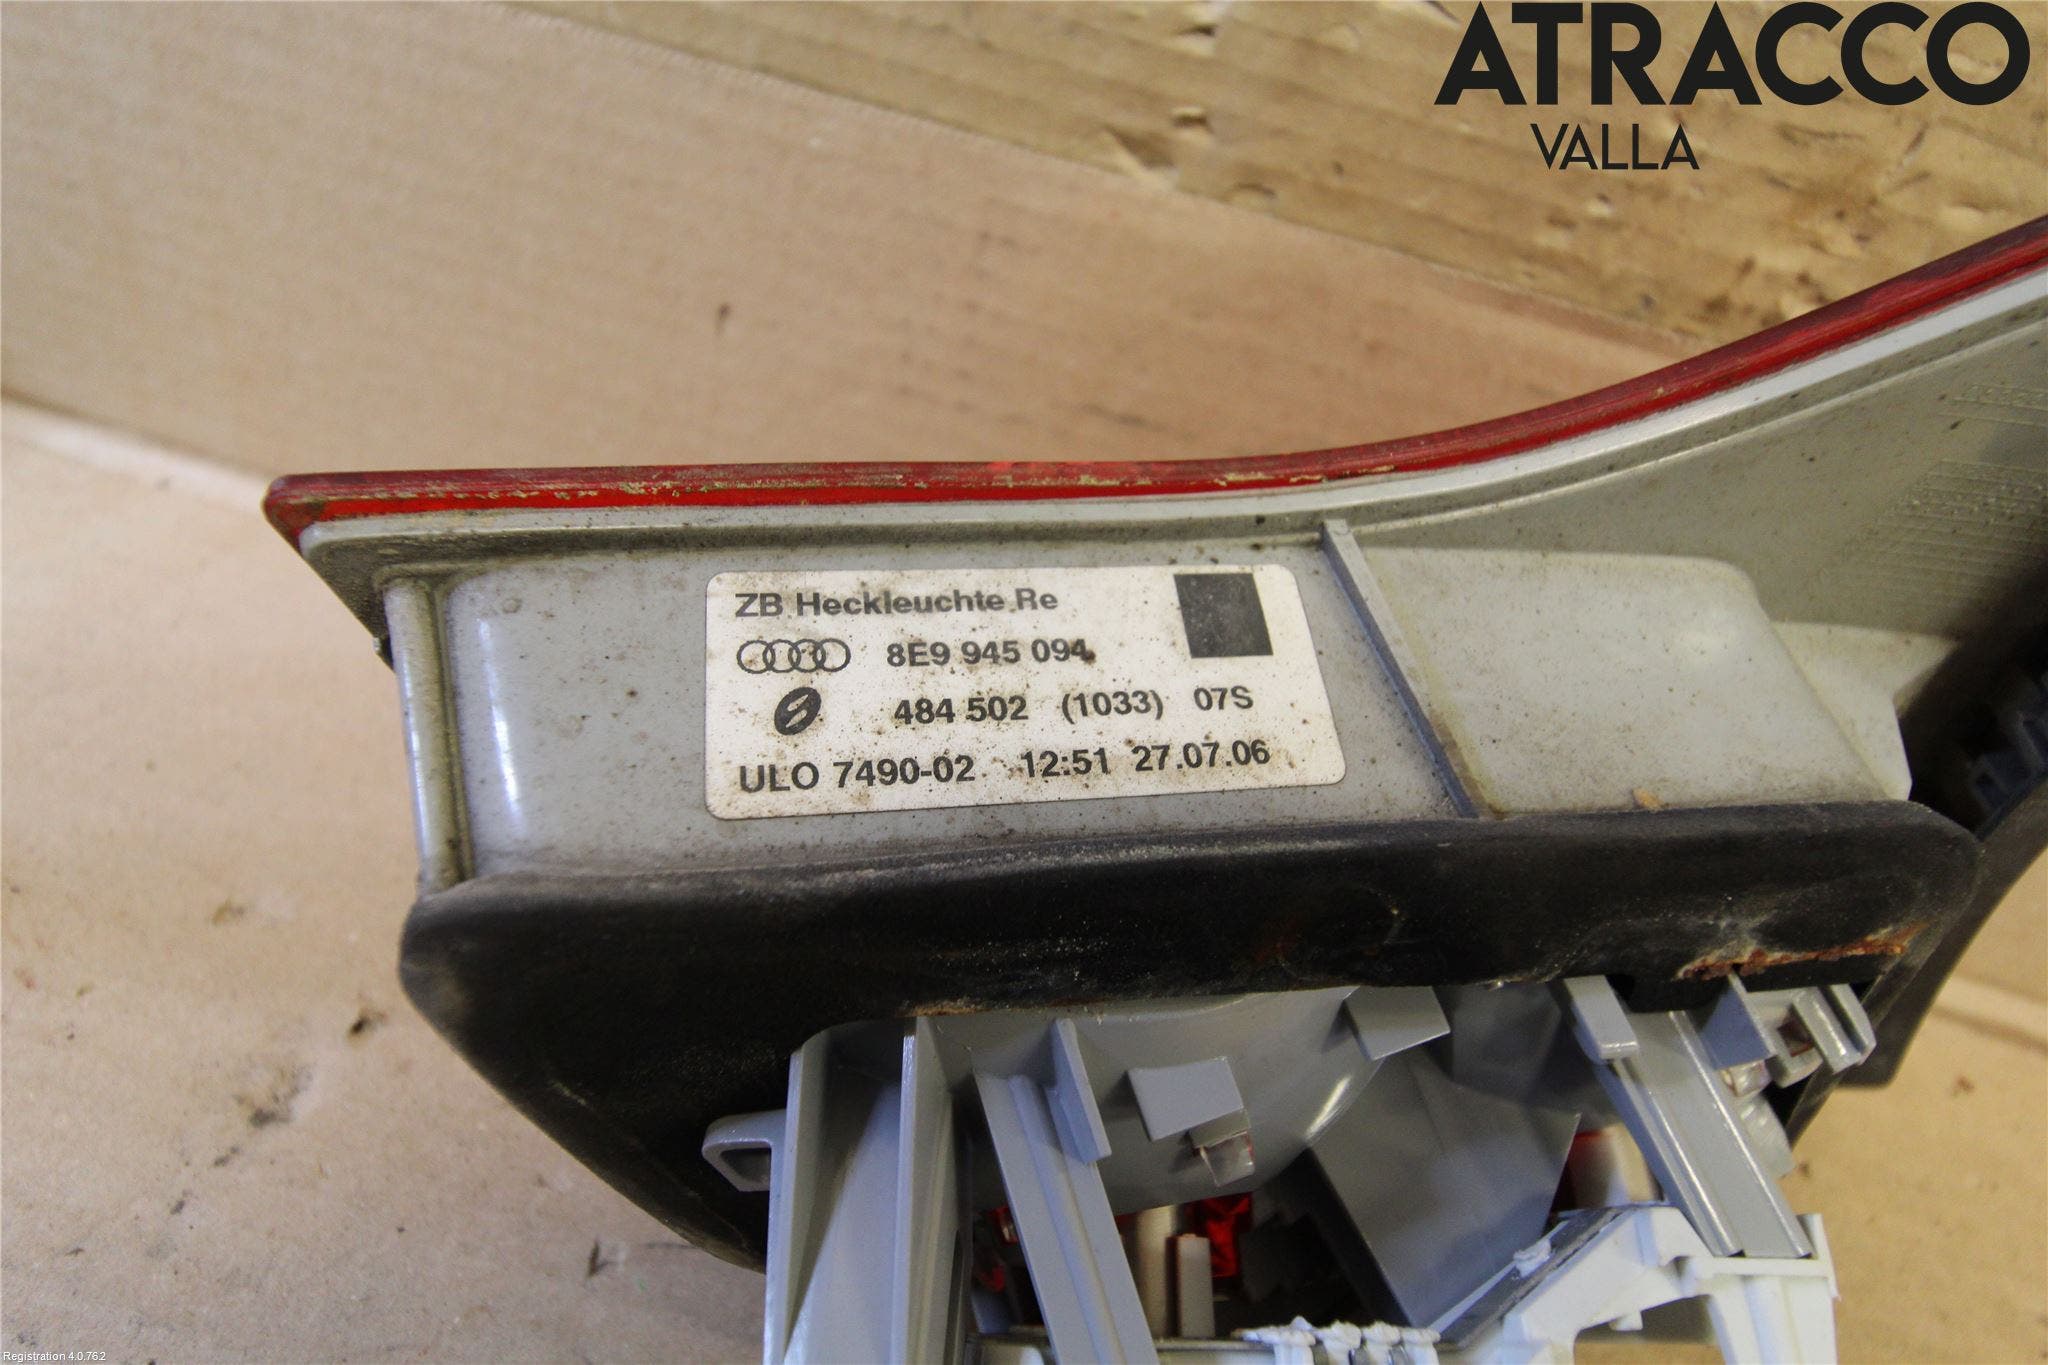 ATRACCO
VALLA
ZB Heckleuchte Re
8E9 945 094
484 502 (1033) 07S
ULO 7490-02 12:51 27.07.06
Registration 4.0.762